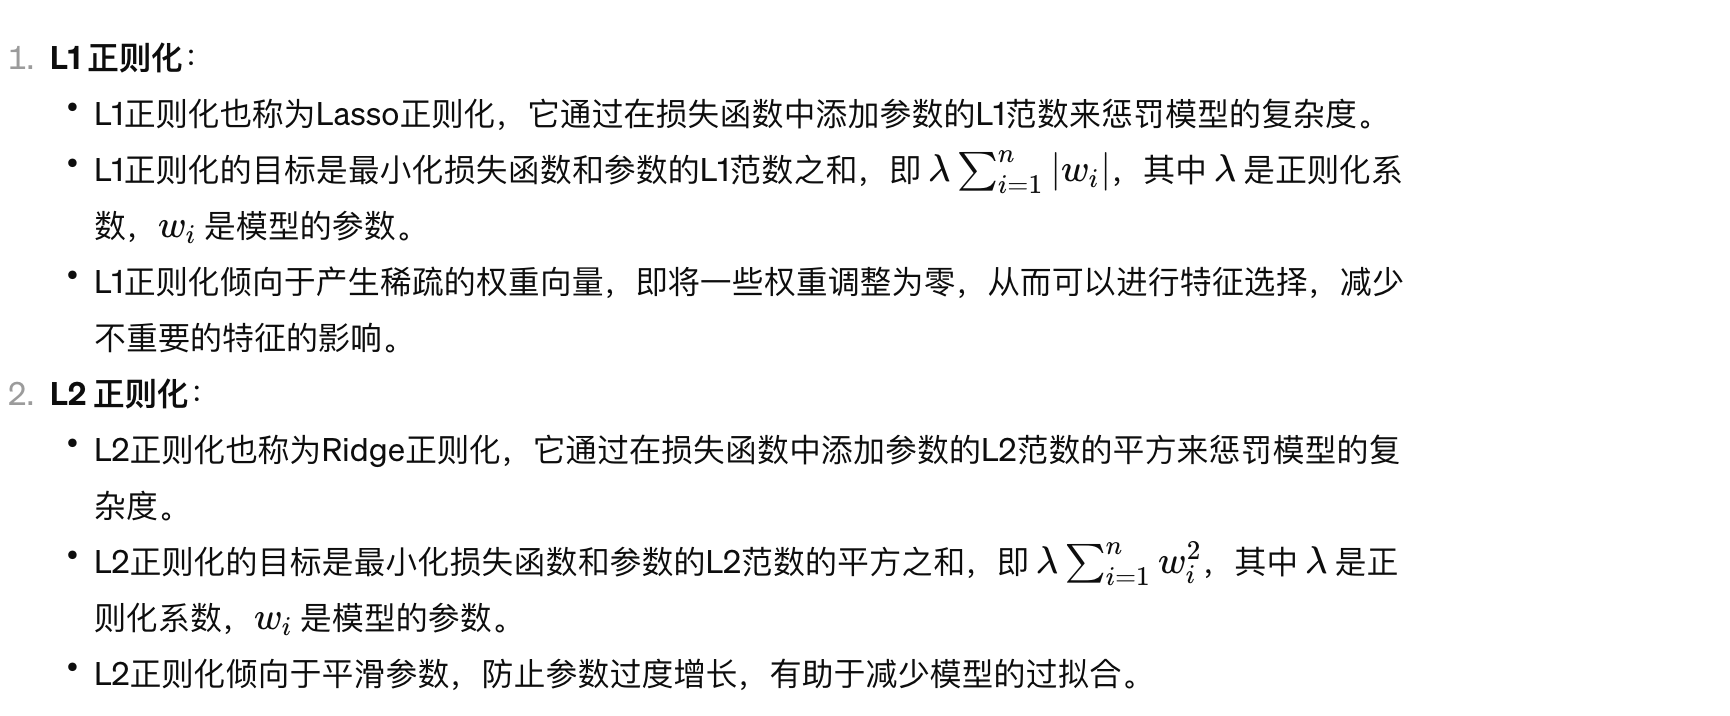 1. L1 正则化：
• L1正则化也称为Lasso正则化，它通过在损失函数中添加参数的L1范数来惩罚模型的复杂度。
• L1正则化的目标是最小化损失函数和参数的L1范数之和，即 λ∑ⁿᵢ₌₁ |wᵢ|，其中 λ 是正则化系
数，wᵢ 是模型的参数。
• L1正则化倾向于产生稀疏的权重向量，即将一些权重调整为零，从而可以进行特征选择，减少
不重要的特征的影响。
2. L2 正则化：
• L2正则化也称为Ridge正则化，它通过在损失函数中添加参数的L2范数的平方来惩罚模型的复
杂度。
• L2正则化的目标是最小化损失函数和参数的L2范数的平方之和，即 λ∑ⁿᵢ₌₁ wᵢ²，其中 λ 是正
则化系数，wᵢ 是模型的参数。
• L2正则化倾向于平滑参数，防止参数过度增长，有助于减少模型的过拟合。